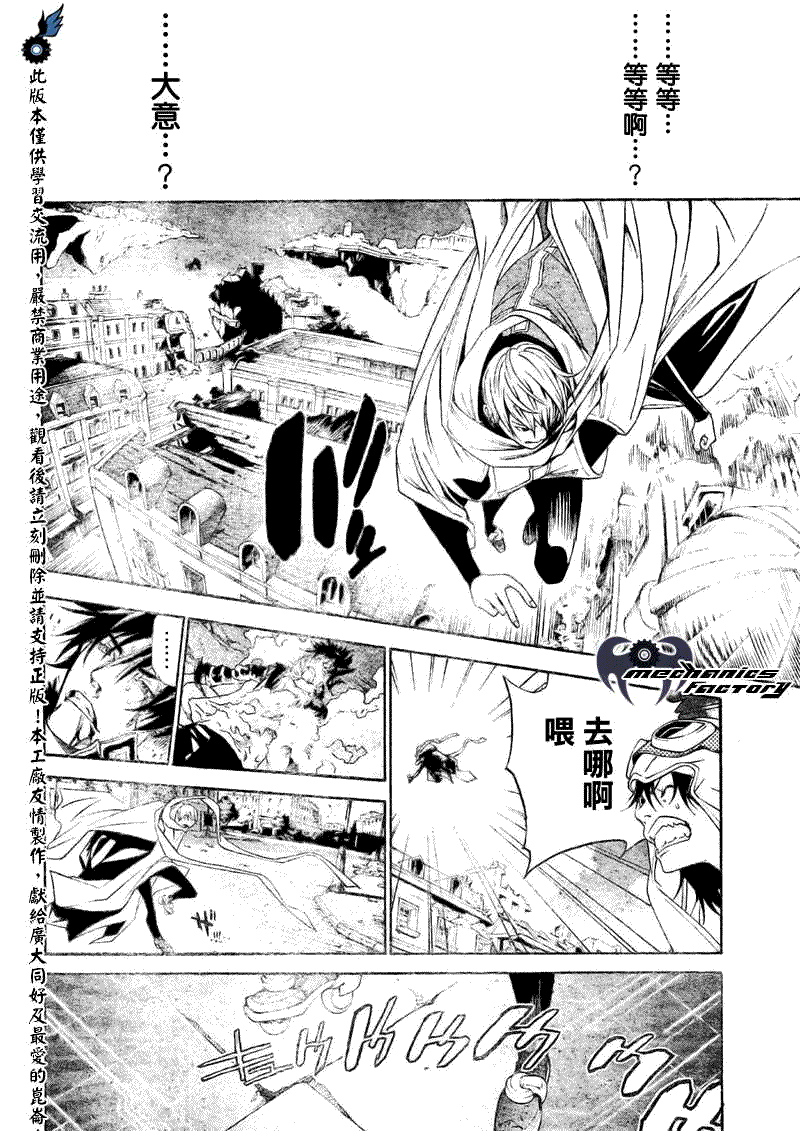 ……等等…
……等等啊…？
……大意…？
去哪啊
喂
……
mechanics
factory
此版本僅供學習交流用，嚴禁商業用途，觀看後請立刻刪除並請支持正版！本工廠友情製作，獻給廣大同好及最愛的崑崙